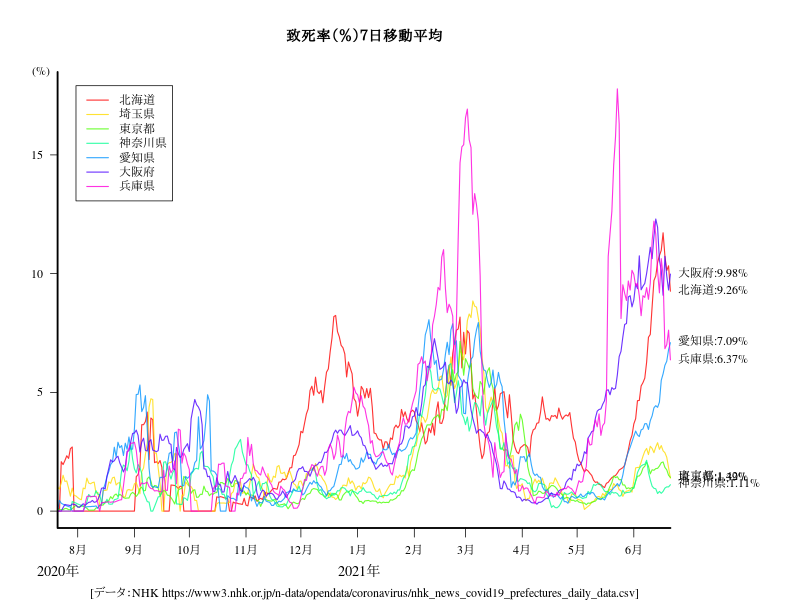 致死率(%)7日移動平均
(%)
15
10
5
0
北海道
埼玉県
東京都
神奈川県
愛知県
大阪府
兵庫県
大阪府:9.98%
北海道:9.26%
愛知県:7.09%
兵庫県:6.37%
神奈川県:1.11%
8月 9月 10月 11月 12月 1月 2月 3月 4月 5月 6月
2020年 2021年
[データ:NHK https://www3.nhk.or.jp/n-data/opendata/coronavirus/nhk_news_covid19_prefectures_daily_data.csv]